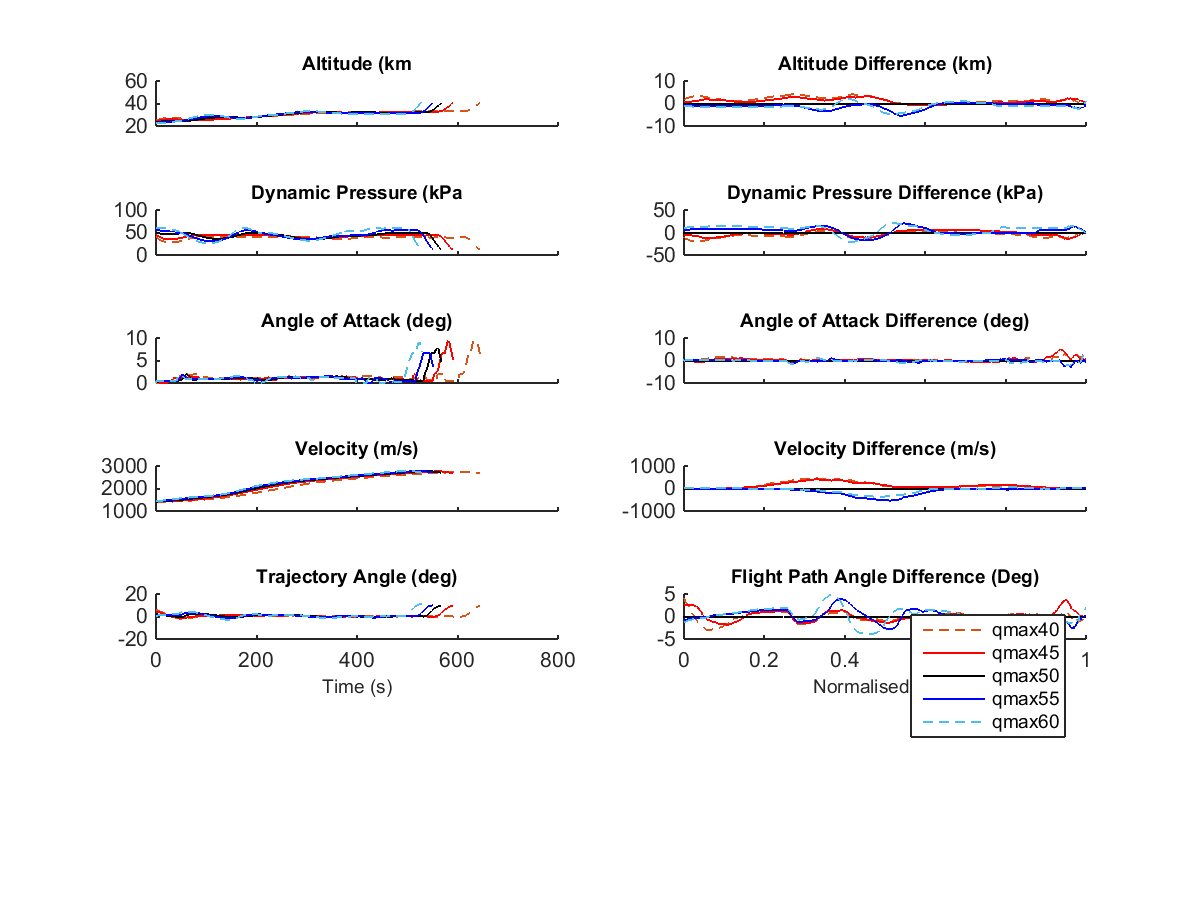 Altitude (km
60
40
20
Altitude Difference (km)
10
0
-10
Dynamic Pressure (kPa
100
50
0
Dynamic Pressure Difference (kPa)
50
0
-50
Angle of Attack (deg)
10
5
0
Angle of Attack Difference (deg)
10
0
-10
Velocity (m/s)
3000
2000
1000
Velocity Difference (m/s)
1000
0
-1000
Trajectory Angle (deg)
20
0
-20
0 200 400 600 800
Time (s)
Flight Path Angle Difference (Deg)
5
0
-5
0 0.2 0.4 1
Normalised
qmax40
qmax45
qmax50
qmax55
qmax60